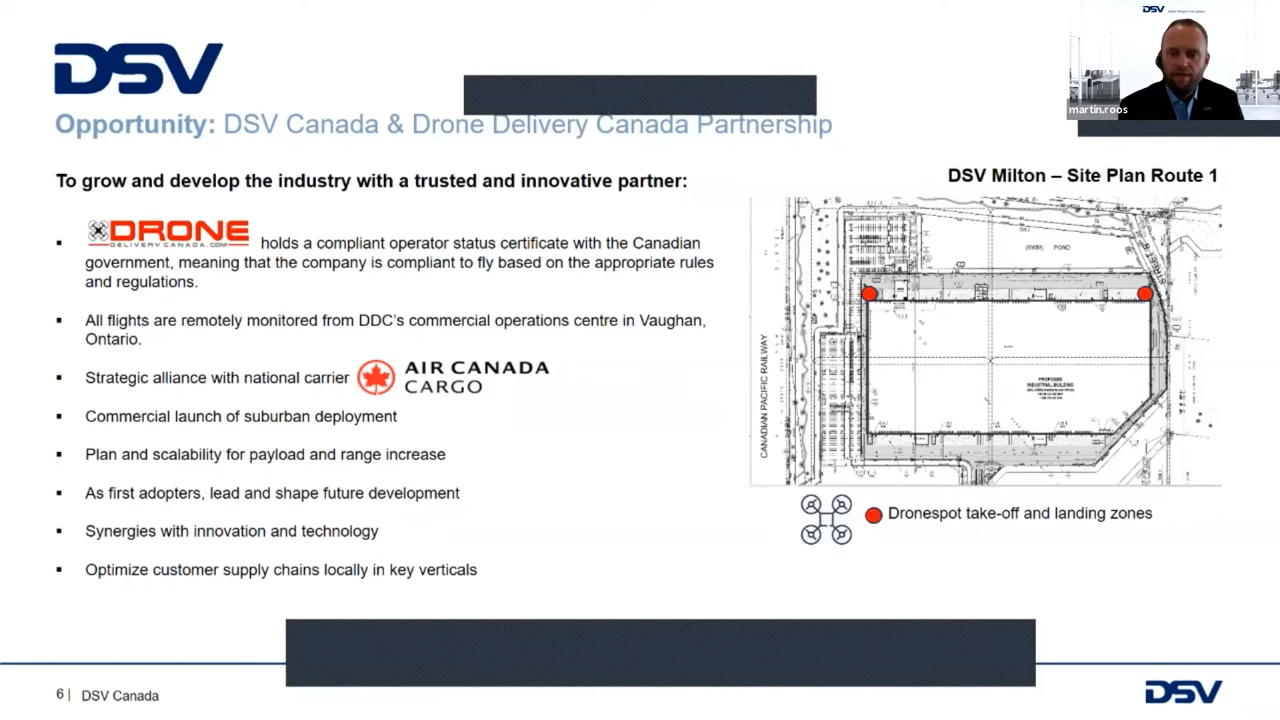 DSV
DSV
martin.roos
Opportunity: DSV Canada & Drone Delivery Canada Partnership
To grow and develop the industry with a trusted and innovative partner:
▪ DRONE
DELIVERY CANADA.COM
holds a compliant operator status certificate with the Canadian
government, meaning that the company is compliant to fly based on the appropriate rules
and regulations.
▪ All flights are remotely monitored from DDC's commercial operations centre in Vaughan,
Ontario.
▪ Strategic alliance with national carrier
AIR CANADA
CARGO
▪ Commercial launch of suburban deployment
▪ Plan and scalability for payload and range increase
▪ As first adopters, lead and shape future development
▪ Synergies with innovation and technology
▪ Optimize customer supply chains locally in key verticals
DSV Milton – Site Plan Route 1
(SWM) POND
STREET
CANADIAN PACIFIC RAILWAY
PROPOSED
INDUSTRIAL BUILDING
Dronespot take-off and landing zones
6 | DSV Canada
DSV